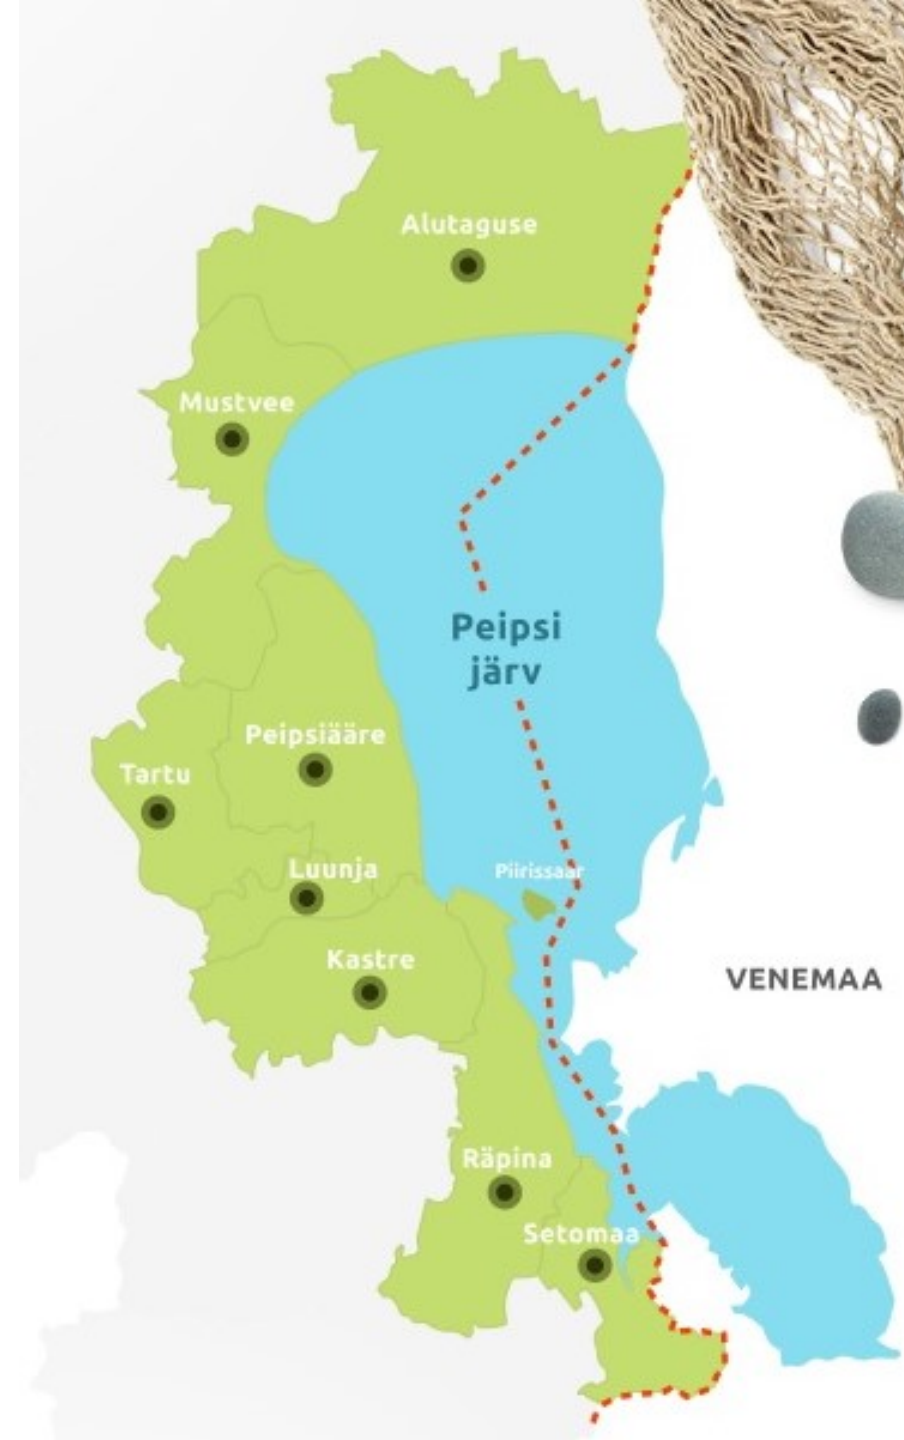 Alutaguse
Mustvee
Peipsi
järv
Peipsiääre
Tartu
Luunja
Piirissaar
Kastre
VENEMAA
Räpina
Setomaa